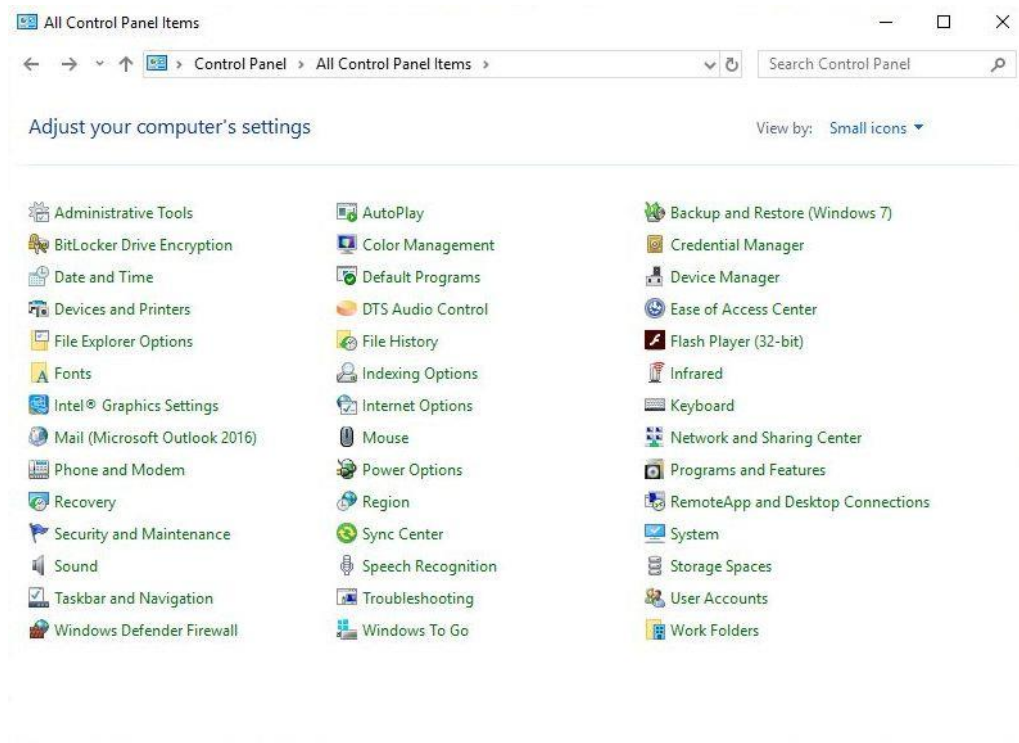 All Control Panel Items
Control Panel > All Control Panel Items >
Search Control Panel
Adjust your computer's settings
View by: Small icons
Administrative Tools
AutoPlay
Backup and Restore (Windows 7)
BitLocker Drive Encryption
Color Management
Credential Manager
Date and Time
Default Programs
Device Manager
Devices and Printers
DTS Audio Control
Ease of Access Center
File Explorer Options
File History
Flash Player (32-bit)
Fonts
Indexing Options
Infrared
Intel® Graphics Settings
Internet Options
Keyboard
Mail (Microsoft Outlook 2016)
Mouse
Network and Sharing Center
Phone and Modem
Power Options
Programs and Features
Recovery
Region
RemoteApp and Desktop Connections
Security and Maintenance
Sync Center
System
Sound
Speech Recognition
Storage Spaces
Taskbar and Navigation
Troubleshooting
User Accounts
Windows Defender Firewall
Windows To Go
Work Folders